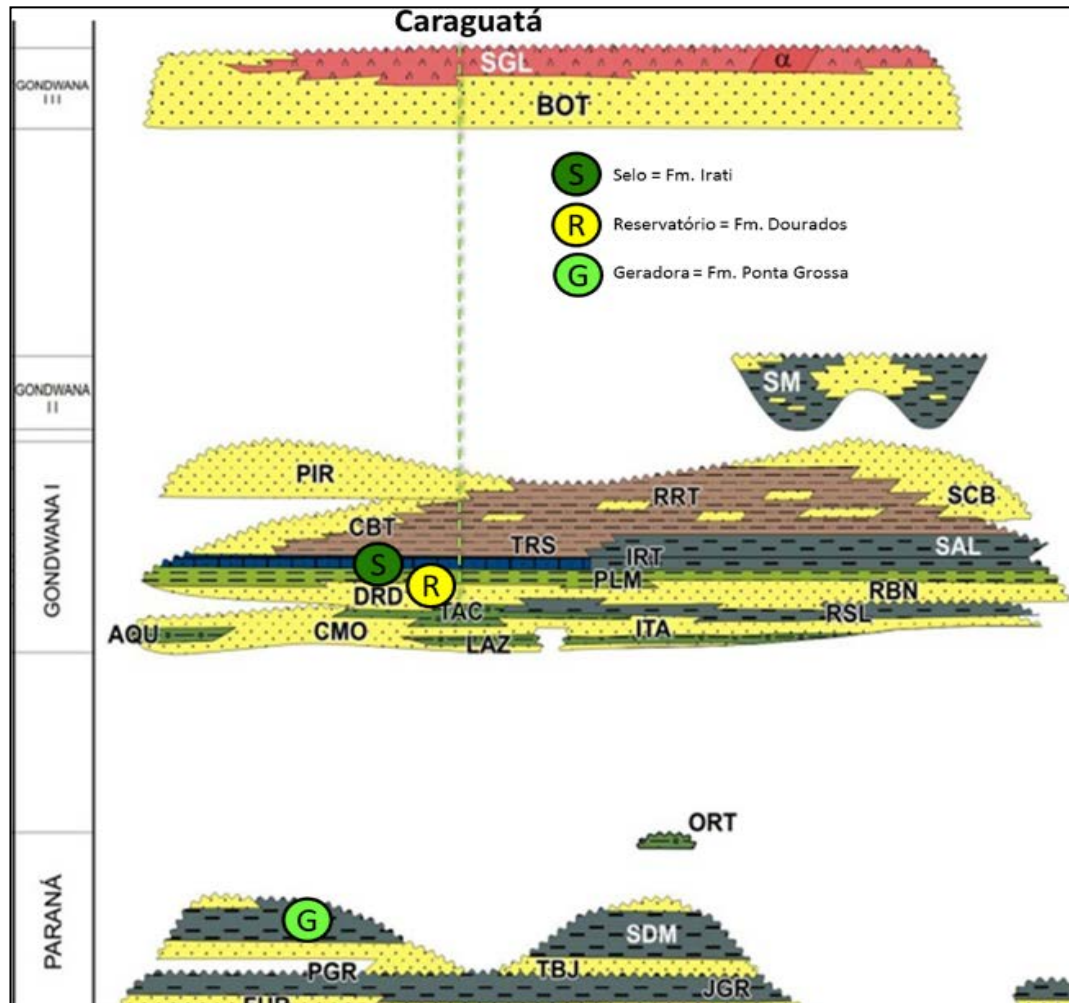 Caraguatá
GONDWANA
III
SGL
α
BOT
S
Selo = Fm. Irati
R
Reservatório = Fm. Dourados
G
Geradora = Fm. Ponta Grossa
GONDWANA
II
SM
GONDWANA I
PIR
RRT
SCB
CBT
TRS
IRT
SAL
S
PLM
R
DRD
RBN
TAC
RSL
AQU
CMO
ITA
LAZ
PARANÁ
ORT
G
SDM
PGR
TBJ
JGR